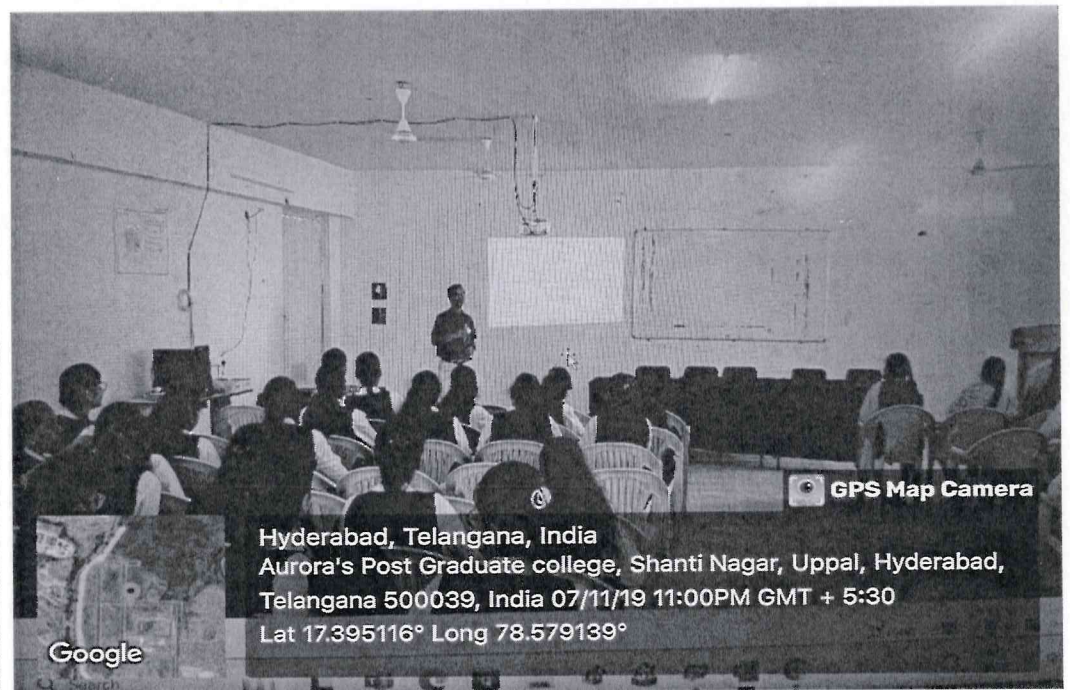 GPS Map Camera
Hyderabad, Telangana, India
Aurora's Post Graduate college, Shanti Nagar, Uppal, Hyderabad,
Telangana 500039, India 07/11/19 11:00PM GMT + 5:30
Lat 17.395116° Long 78.579139°
Google
Search